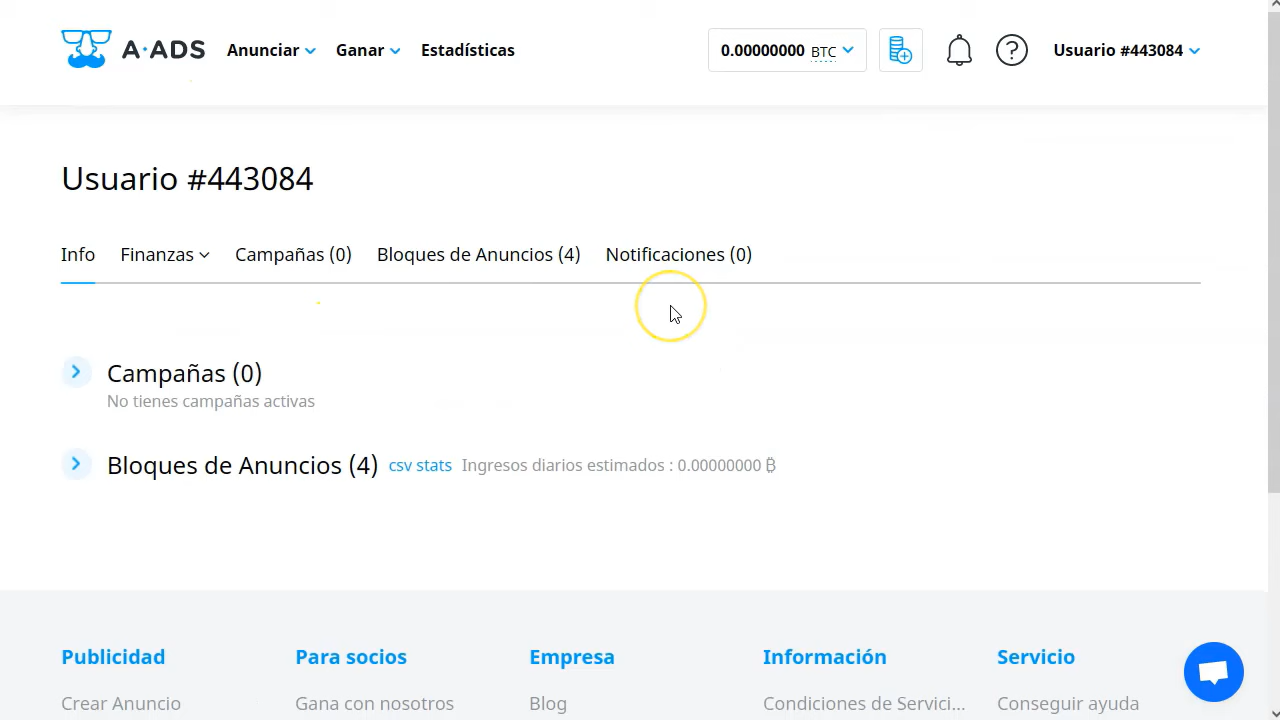 A·ADS Anunciar Ganar Estadísticas 0.00000000 BTC ? Usuario #443084
Usuario #443084
Info Finanzas Campañas (0) Bloques de Anuncios (4) Notificaciones (0)
Campañas (0)
No tienes campañas activas
Bloques de Anuncios (4) csv stats Ingresos diarios estimados : 0.00000000 ₿
Publicidad Para socios Empresa Información Servicio
Crear Anuncio Gana con nosotros Blog Condiciones de Servici... Conseguir ayuda